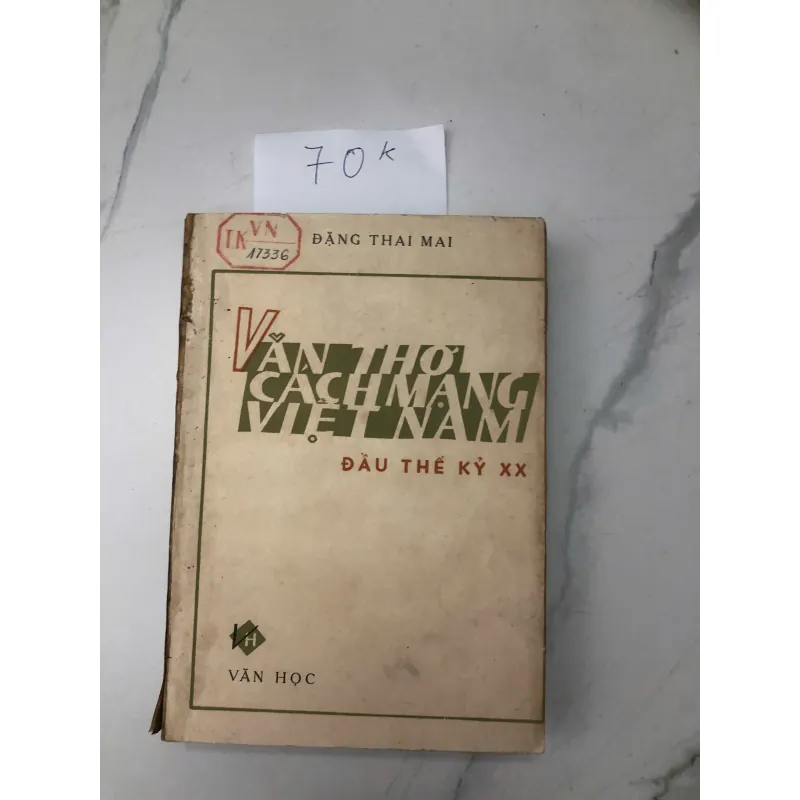 70k
VN
TK
17336
ĐẶNG THAI MAI
VĂN THƠ
CÁCH MẠNG
VIỆT NAM
ĐẦU THẾ KỶ XX
VH
VĂN HỌC